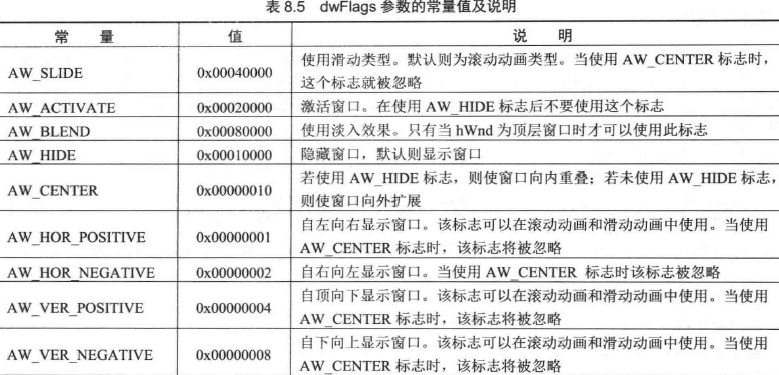 表 8.5 dwFlags 参数的常量值及说明
常 量 值 说 明
AW_SLIDE 0x00040000 使用滑动类型。默认则为滚动动画类型。当使用 AW_CENTER 标志时，
这个标志就被忽略
AW_ACTIVATE 0x00020000 激活窗口。在使用 AW_HIDE 标志后不要使用这个标志
AW_BLEND 0x00080000 使用淡入效果。只有当 hWnd 为顶层窗口时才可以使用此标志
AW_HIDE 0x00010000 隐藏窗口，默认则显示窗口
AW_CENTER 0x00000010 若使用 AW_HIDE 标志，则使窗口向内重叠；若未使用 AW_HIDE 标志，
则使窗口向外扩展
AW_HOR_POSITIVE 0x00000001 自左向右显示窗口。该标志可以在滚动动画和滑动动画中使用。当使用
AW_CENTER 标志时，该标志将被忽略
AW_HOR_NEGATIVE 0x00000002 自右向左显示窗口。当使用 AW_CENTER 标志时该标志被忽略
AW_VER_POSITIVE 0x00000004 自顶向下显示窗口。该标志可以在滚动动画和滑动动画中使用。当使用
AW_CENTER 标志时，该标志将被忽略
AW_VER_NEGATIVE 0x00000008 自下向上显示窗口。该标志可以在滚动动画和滑动动画中使用。当使用
AW_CENTER 标志时，该标志将被忽略